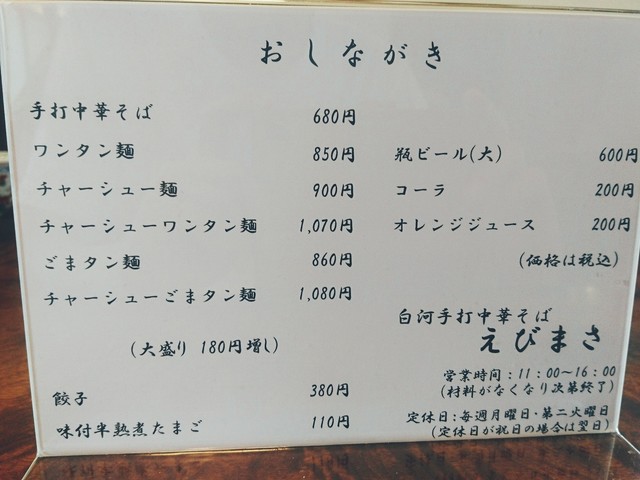 おしながき
手打中華そば 680円
ワンタン麺 850円
チャーシュー麺 900円
チャーシューワンタン麺 1,070円
ごまタン麺 860円
チャーシューごまタン麺 1,080円
(大盛り 180円増し)
餃子 380円
味付半熟煮たまご 110円
瓶ビール(大) 600円
コーラ 200円
オレンジジュース 200円
(価格は税込)
白河手打中華そば
えびまさ
営業時間：11：00～16：00
(材料がなくなり次第終了)
定休日：毎週月曜日・第二火曜日
(定休日が祝日の場合は翌日)